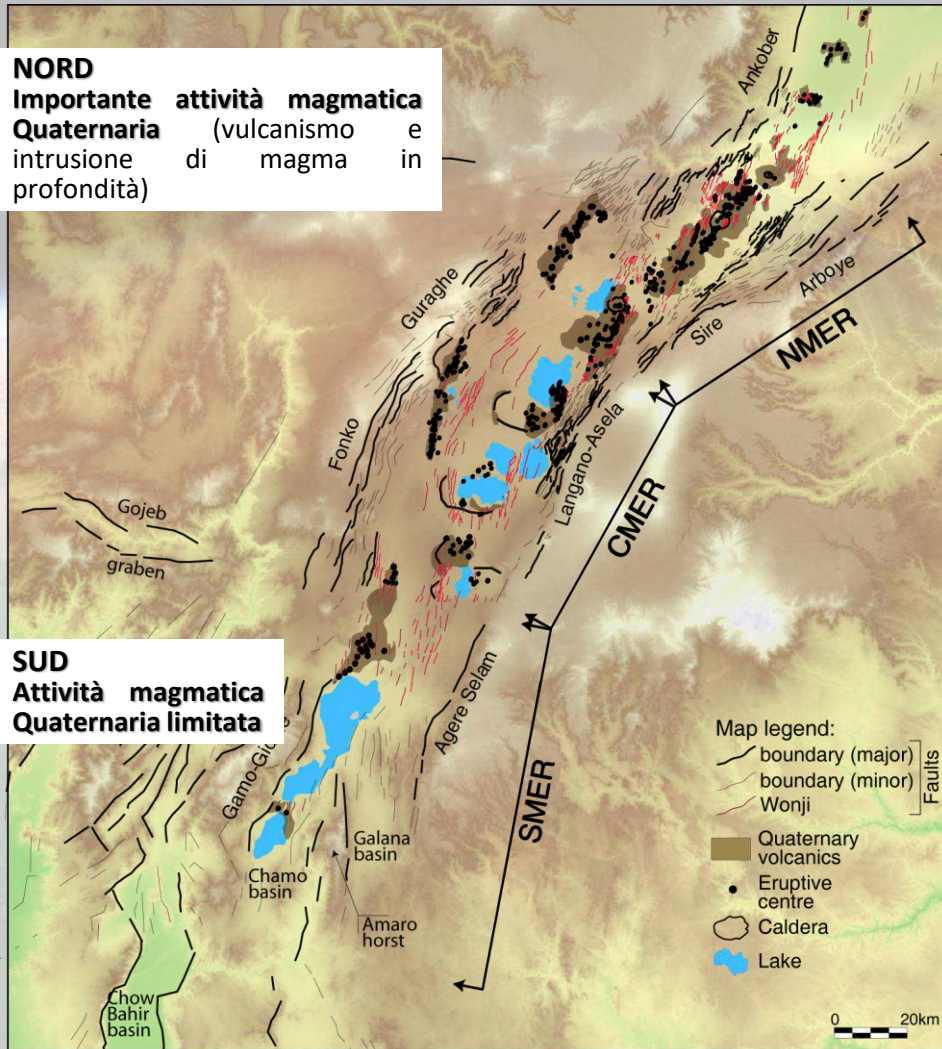 NORD
Importante attività magmatica
Quaternaria (vulcanismo e
intrusione di magma in
profondità)
Ankober
Guraghe
Arboye
Sire
NMER
Fonko
Langano-Asela
CMER
Gojeb
graben
SUD
Attività magmatica
Quaternaria limitata
Agere Selam
SMER
Galana
basin
Chamo
basin
Amaro
horst
Chow
Bahir
basin
Map legend:
boundary (major)
boundary (minor)
Wonji
Faults
Quaternary
volcanics
Eruptive
centre
Caldera
Lake
0 20km